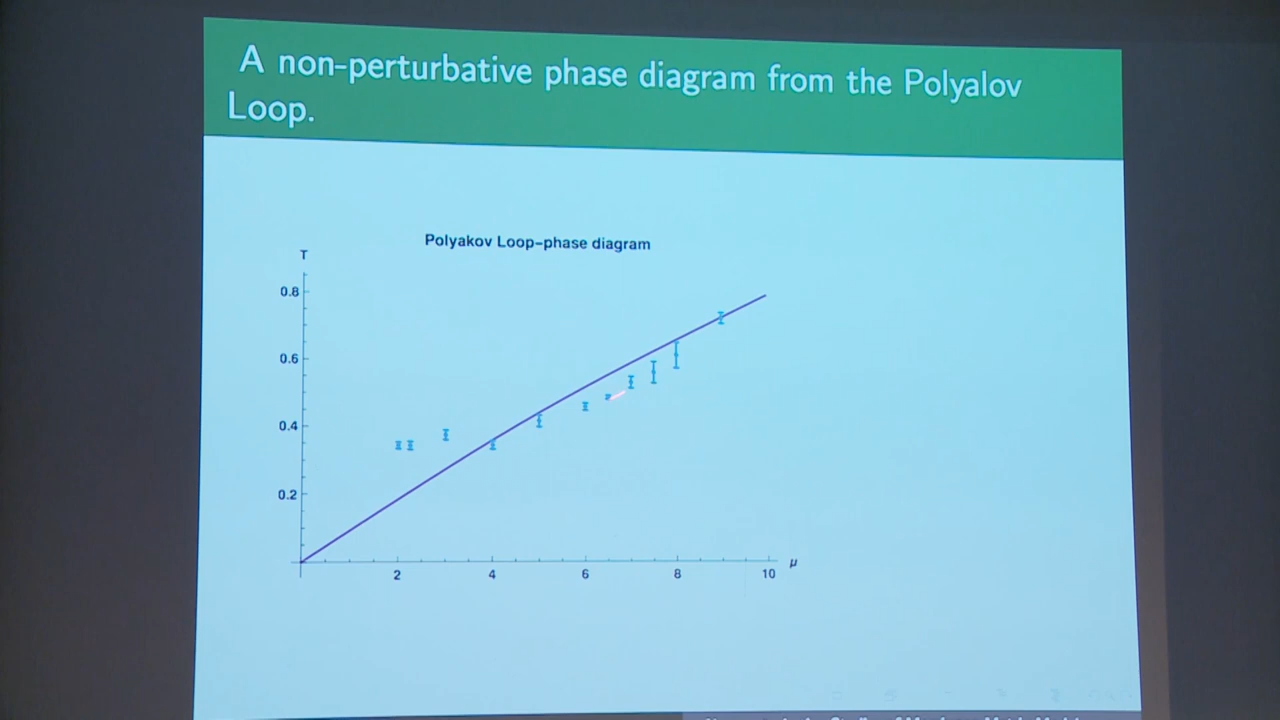 A non-perturbative phase diagram from the Polyalov
Loop.
Polyakov Loop-phase diagram
T
0.8
0.6
0.4
0.2
2 4 6 8 10 μ